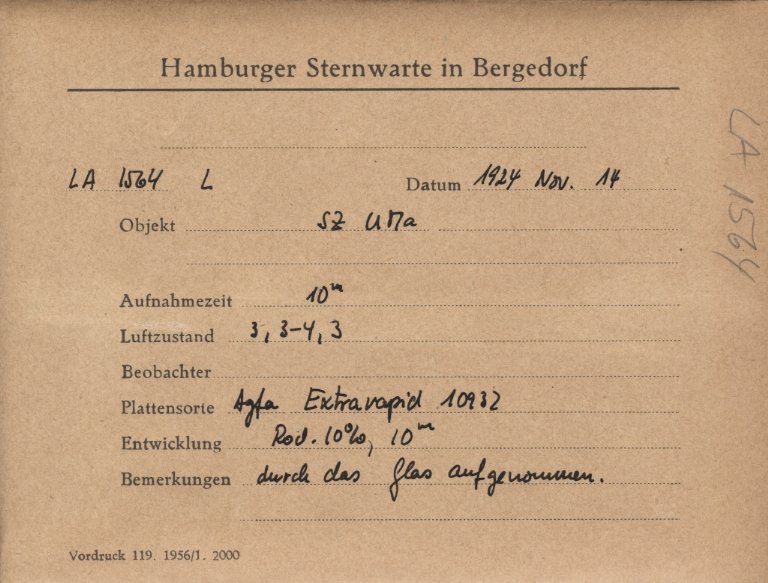 Hamburger Sternwarte in Bergedorf
LA 1564 L Datum 1924 Nov. 14
Objekt SZ UMa
Aufnahmezeit 10m
Luftzustand 3, 3-4, 3
Beobachter
Plattensorte Agfa Extrarapid 10932
Entwicklung Rod. 10%, 10m
Bemerkungen durch das Glas aufgenommen.
Vordruck 119. 1956/1. 2000
LA 1564